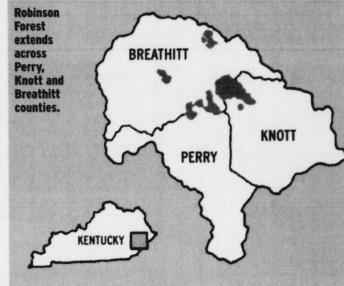 Robinson
Forest
extends
across
Perry,
Knott and
Breathitt
counties.
BREATHITT
KNOTT
PERRY
KENTUCKY